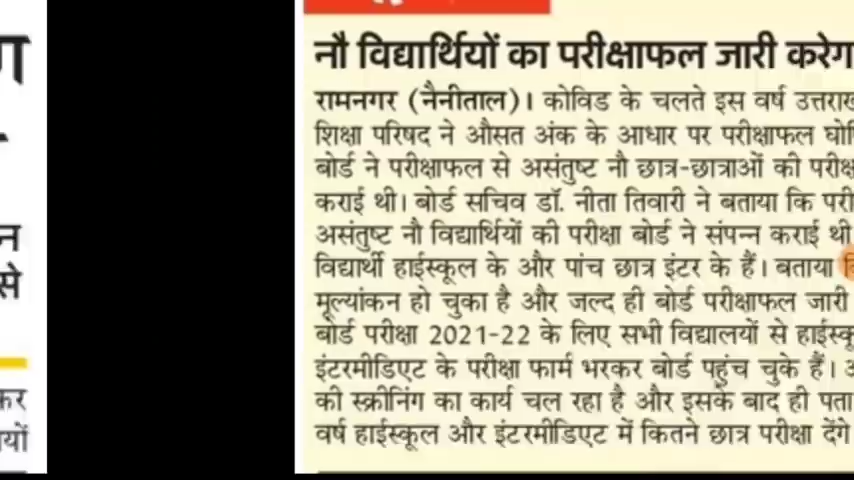 न
से
कर
यों
नौ विद्यार्थियों का परीक्षाफल जारी करेग
रामनगर (नैनीताल)। कोविड के चलते इस वर्ष
शिक्षा परिषद ने औसत अंक के आधार पर परीक्षाफल
बोर्ड ने परीक्षाफल से असंतुष्ट नौ छात्र-छात्राओं की
कराई थी। बोर्ड सचिव डॉ. नीता तिवारी ने बताया कि
असंतुष्ट नौ विद्यार्थियों की परीक्षा बोर्ड ने संपन्न कराई थी
विद्यार्थी हाईस्कूल के और पांच छात्र इंटर के हैं। बताया
मूल्यांकन हो चुका है और जल्द ही बोर्ड परीक्षाफल जारी
बोर्ड परीक्षा 2021-22 के लिए सभी विद्यालयों से
इंटरमीडिएट के परीक्षा फार्म भरकर बोर्ड पहुंच चुके हैं।
की स्क्रीनिंग का कार्य चल रहा है और इसके बाद ही पता
वर्ष हाईस्कूल और इंटरमीडिएट में कितने छात्र परीक्षा देंगे